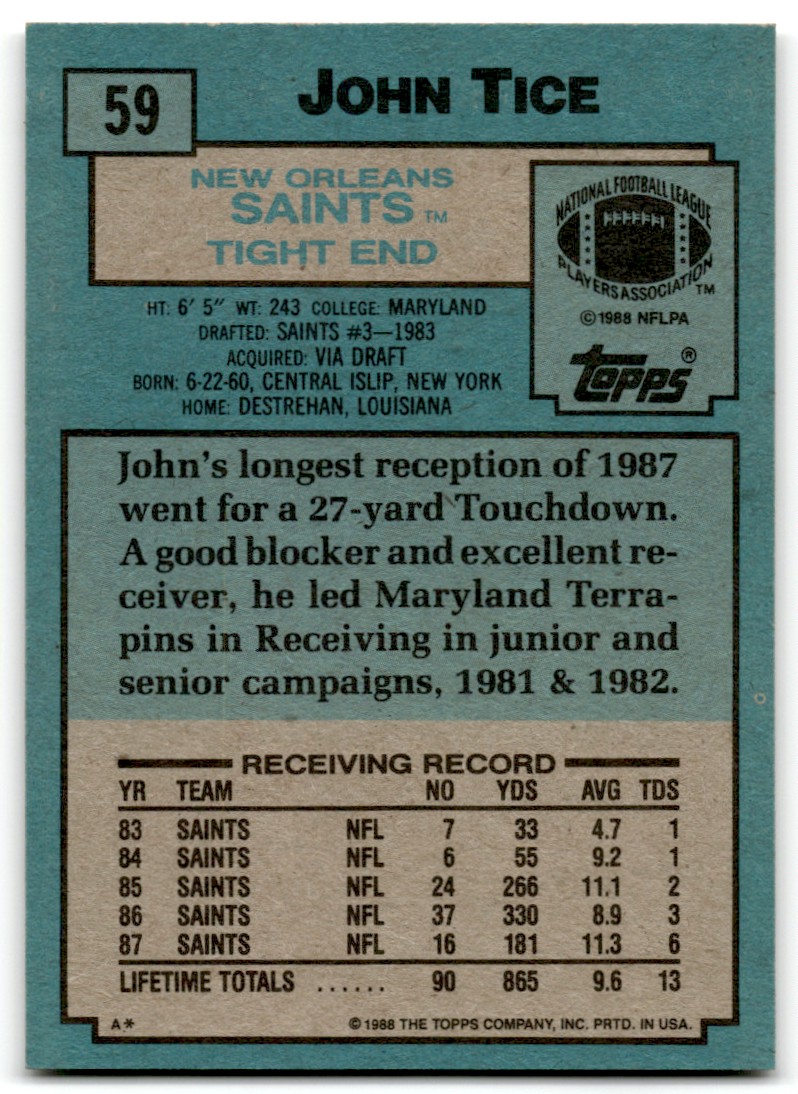 59
JOHN TICE
NEW ORLEANS
SAINTS TM
TIGHT END
NATIONAL FOOTBALL LEAGUE
PLAYERS ASSOCIATION TM
©1988 NFLPA
topps®
HT: 6' 5" WT: 243 COLLEGE: MARYLAND
DRAFTED: SAINTS #3—1983
ACQUIRED: VIA DRAFT
BORN: 6-22-60, CENTRAL ISLIP, NEW YORK
HOME: DESTREHAN, LOUISIANA
John's longest reception of 1987
went for a 27-yard Touchdown.
A good blocker and excellent re-
ceiver, he led Maryland Terra-
pins in Receiving in junior and
senior campaigns, 1981 & 1982.
RECEIVING RECORD
YR TEAM NO YDS AVG TDS
83 SAINTS NFL 7 33 4.7 1
84 SAINTS NFL 6 55 9.2 1
85 SAINTS NFL 24 266 11.1 2
86 SAINTS NFL 37 330 8.9 3
87 SAINTS NFL 16 181 11.3 6
LIFETIME TOTALS ...... 90 865 9.6 13
A* ©1988 THE TOPPS COMPANY, INC. PRTD. IN USA.